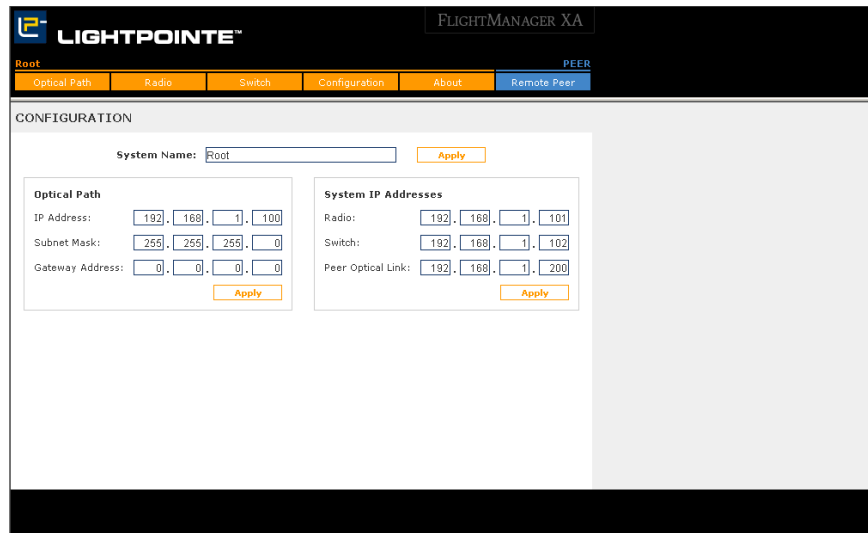 FLIGHTMANAGER XA
LIGHTPOINTE™
Root PEER
Optical Path Radio Switch Configuration About Remote Peer
CONFIGURATION
System Name: Root Apply
Optical Path
IP Address: 192 . 168 . 1 . 100
Subnet Mask: 255 . 255 . 255 . 0
Gateway Address: 0 . 0 . 0 . 0
Apply
System IP Addresses
Radio: 192 . 168 . 1 . 101
Switch: 192 . 168 . 1 . 102
Peer Optical Link: 192 . 168 . 1 . 200
Apply